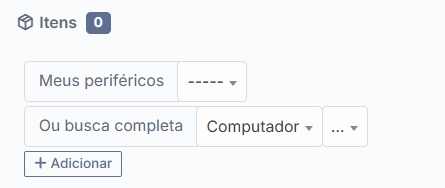 Itens 0
Meus periféricos -----
Ou busca completa Computador ...
+ Adicionar